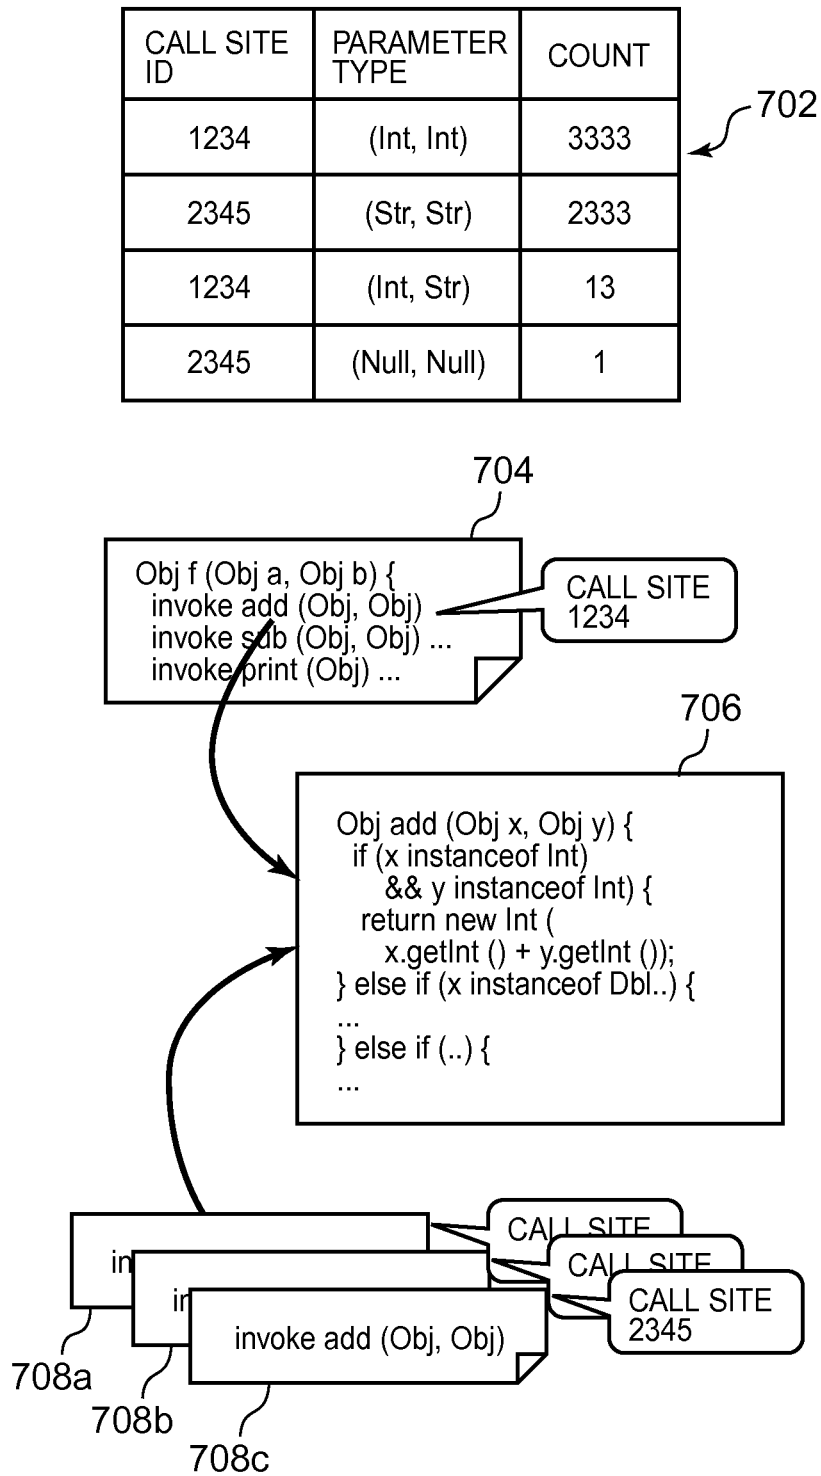 CALL SITE ID
PARAMETER TYPE
COUNT
1234 (Int, Int) 3333
2345 (Str, Str) 2333
1234 (Int, Str) 13
2345 (Null, Null) 1
702
704
Obj f (Obj a, Obj b) {
invoke add (Obj, Obj)
invoke sub (Obj, Obj) ...
invoke print (Obj) ...
CALL SITE
1234
706
Obj add (Obj x, Obj y) {
if (x instanceof Int)
&& y instanceof Int) {
return new Int (
x.getInt () + y.getInt ());
} else if (x instanceof Dbl..) {
...
} else if (..) {
...
CALL SITE
in
CALL SITE
in
CALL SITE
2345
invoke add (Obj, Obj)
708a
708b
708c